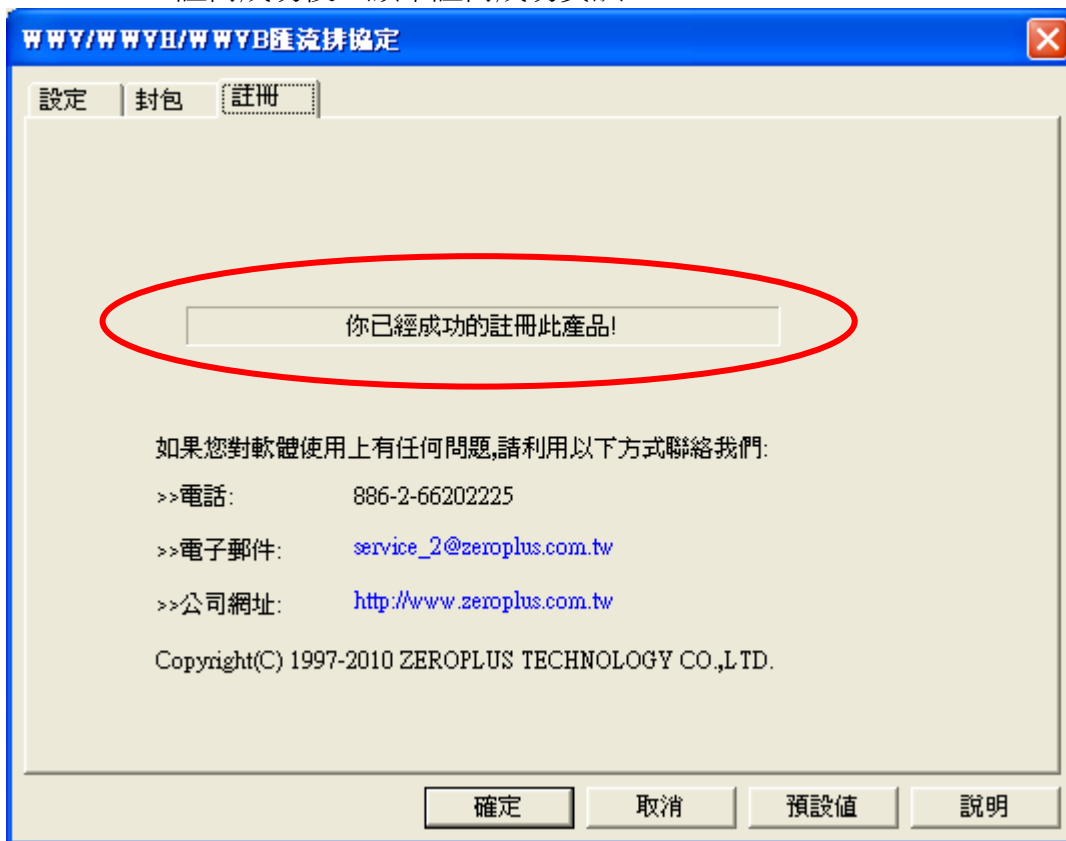 WWV/WWVH/WWVB匯流排協定
設定 封包 註冊
你已經成功的註冊此產品!
如果您對軟體使用上有任何問題,請利用以下方式聯絡我們:
>>電話: 886-2-66202225
>>電子郵件: service_2@zeroplus.com.tw
>>公司網址: http://www.zeroplus.com.tw
Copyright(C) 1997-2010 ZEROPLUS TECHNOLOGY CO.,LTD.
確定 取消 預設值 說明